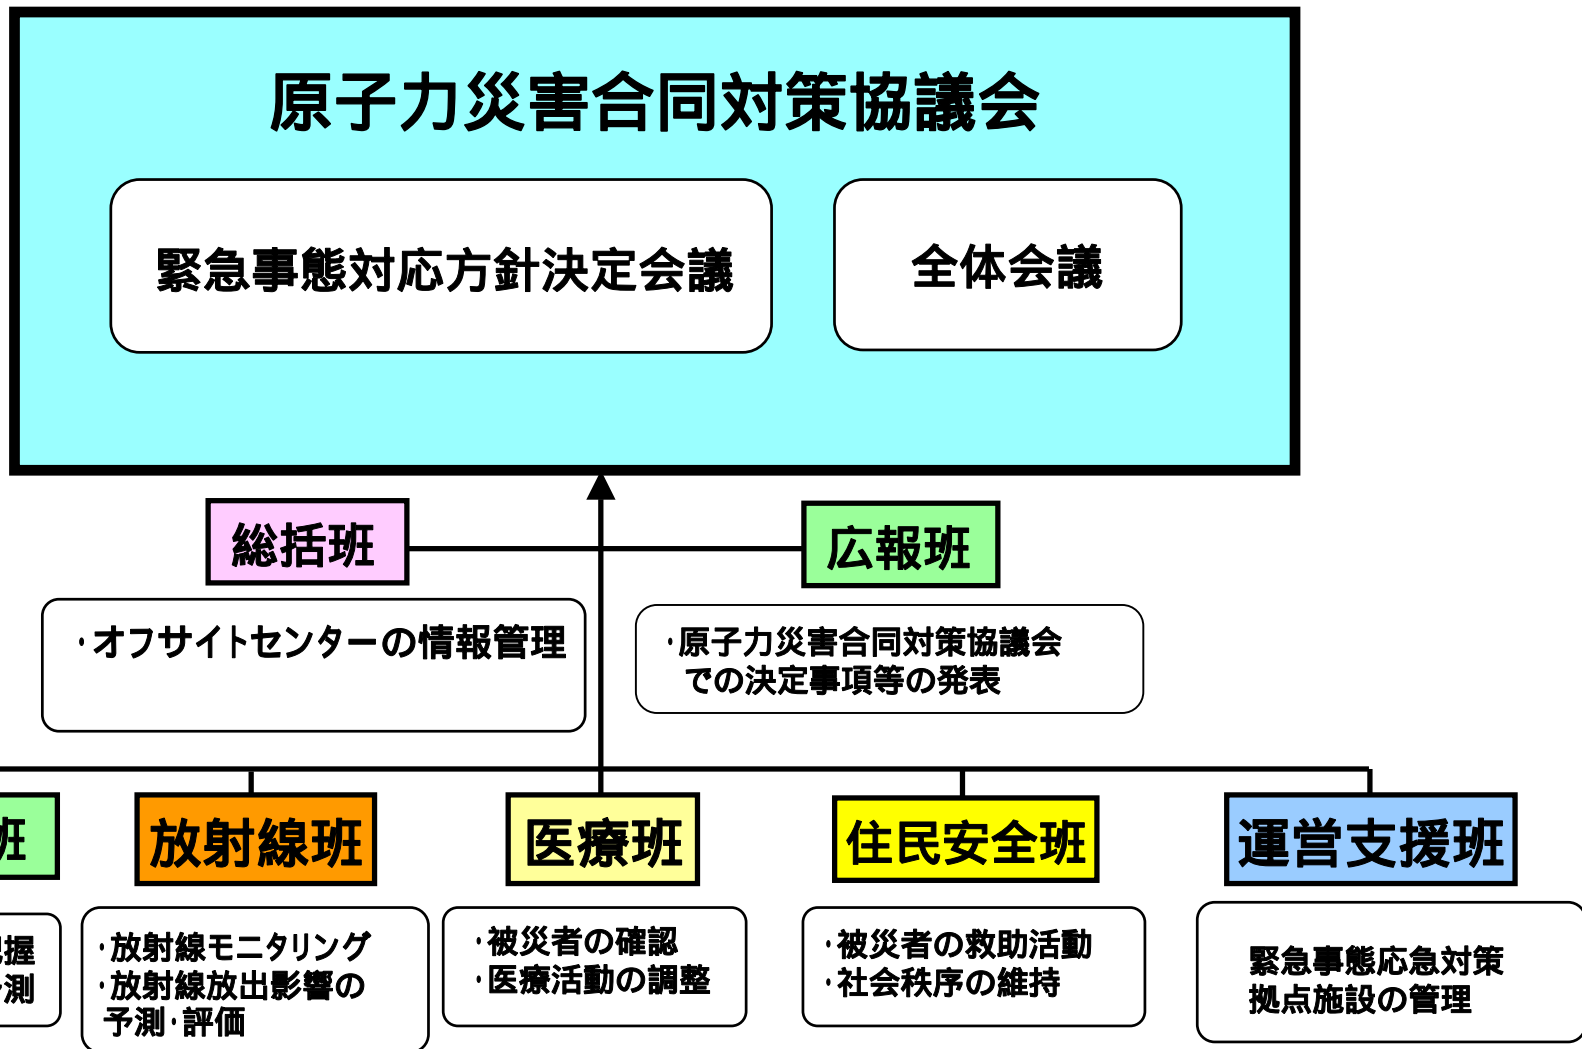 原子力災害合同対策協議会
緊急事態対応方針決定会議
全体会議
総括班
広報班
・オフサイトセンターの情報管理
・原子力災害合同対策協議会
での決定事項等の発表
班
放射線班
医療班
住民安全班
運営支援班
握
測
・放射線モニタリング
・放射線放出影響の
予測・評価
・被災者の確認
・医療活動の調整
・被災者の救助活動
・社会秩序の維持
緊急事態応急対策
拠点施設の管理